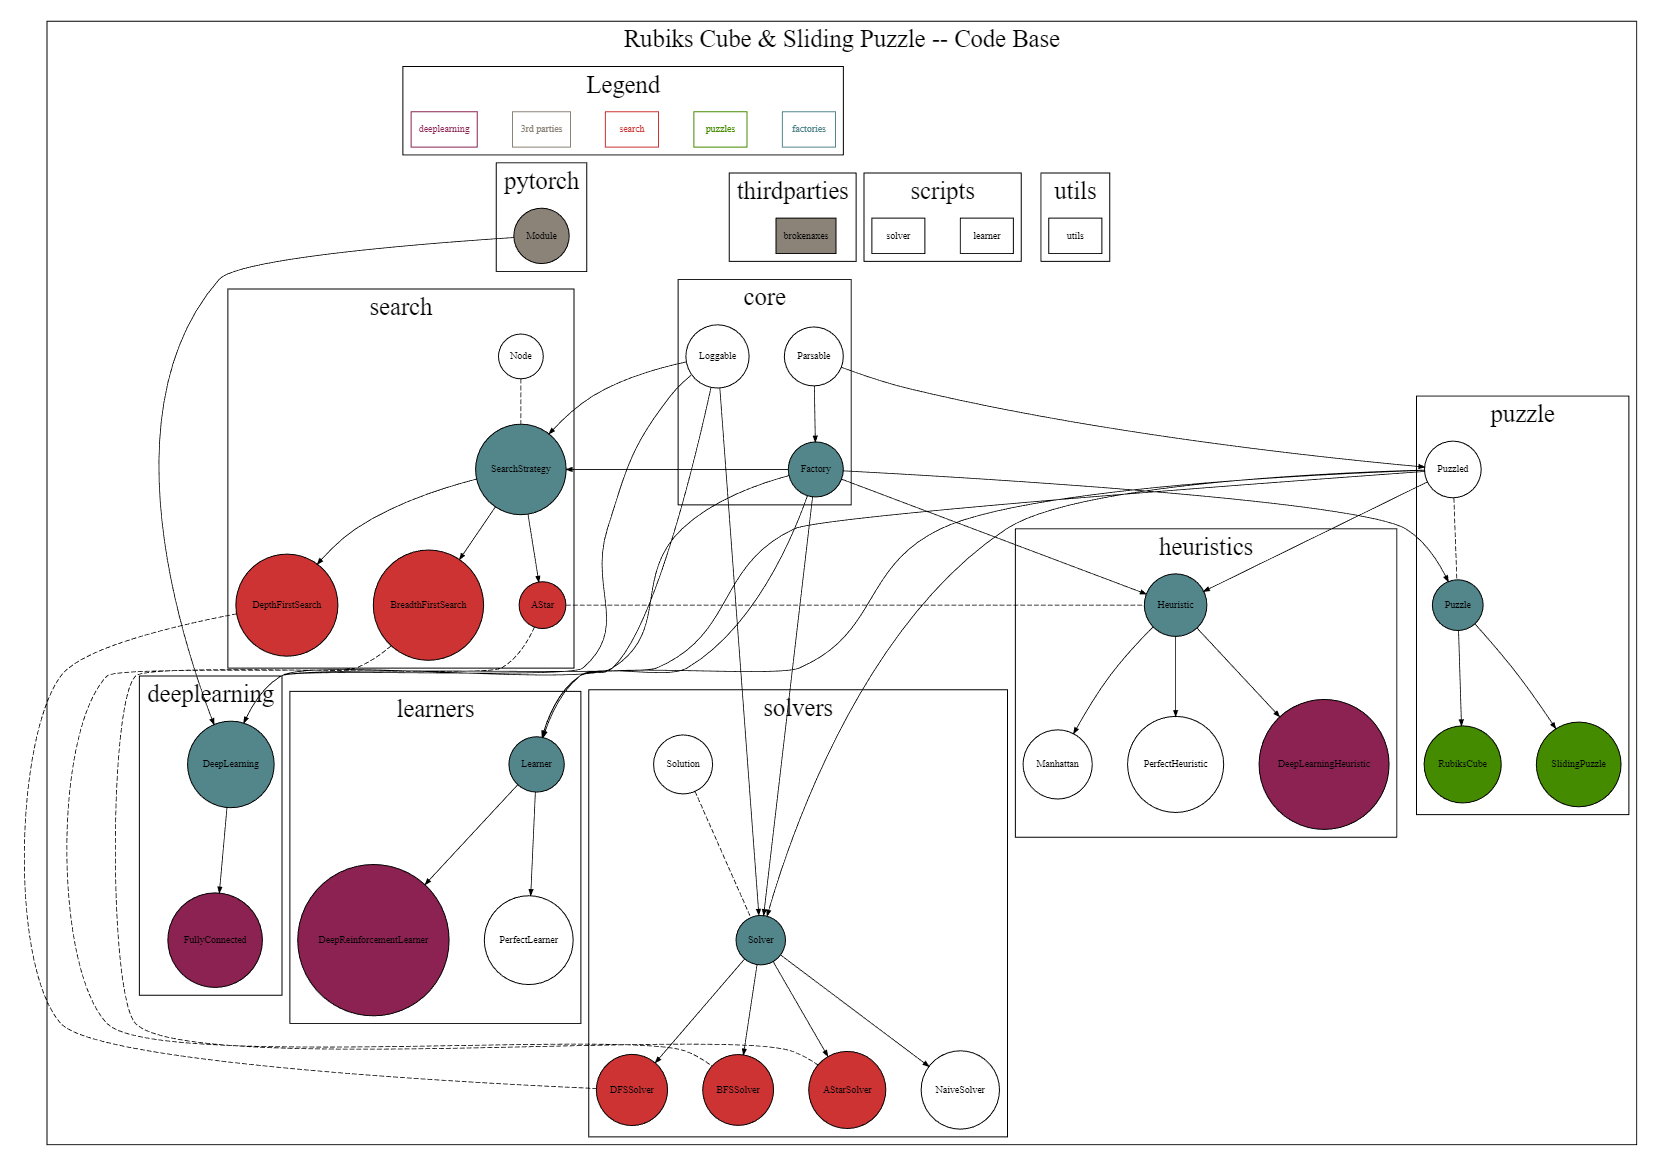 Rubiks Cube & Sliding Puzzle -- Code Base
Legend
deeplearning
3rd parties
search
puzzles
factories
pytorch
Module
thirdparties
brokenaxes
scripts
solver
learner
utils
utils
search
Node
SearchStrategy
DepthFirstSearch
BreadthFirstSearch
AStar
core
Loggable
Parsable
Factory
puzzle
Puzzled
Puzzle
RubiksCube
SlidingPuzzle
heuristics
Heuristic
Manhattan
PerfectHeuristic
DeepLearningHeuristic
deeplearning
DeepLearning
FullyConnected
learners
Learner
DeepReinforcementLearner
PerfectLearner
solvers
Solution
Solver
DFSSolver
BFSSolver
AStarSolver
NaiveSolver